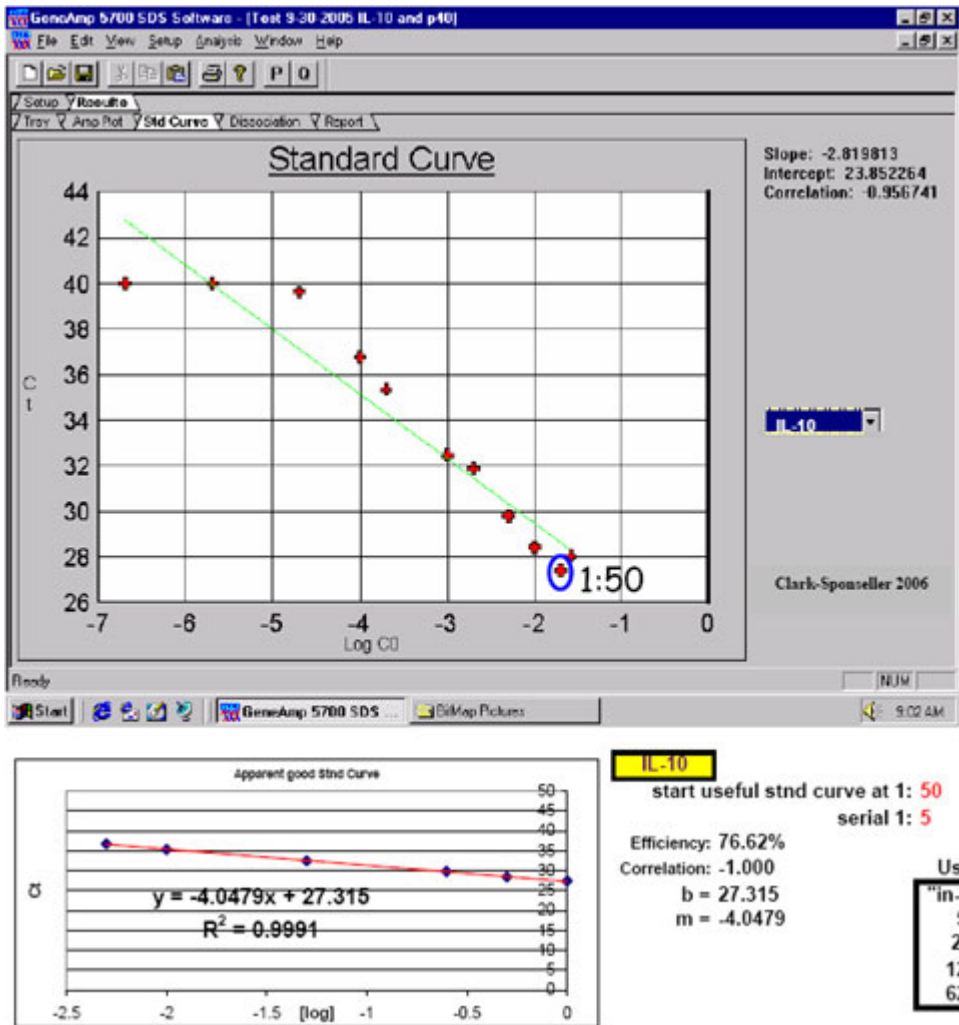 GeneAmp 5700 SDS Software - [Test 9-30-2005 IL-10 and p40]
File Edit View Setup Analysis Window Help
P Q
Setup Results
Tray Amp Plot Std Curve Dissociation Report
Standard Curve
Slope: -2.819813
Intercept: 23.852264
Correlation: -0.956741
44
42
40
38
36
34
32
30
28
26
Ct
IL-10
1:50
Clark-Sponseller 2006
-7 -6 -5 -4 -3 -2 -1 0
Log C0
Ready NUM
Start GeneAmp 5700 SDS ... BitMap Pictures 9:02 AM
Apparent good Stnd Curve
50
45
40
35
30
25
20
15
10
5
0
Ct
y = -4.0479x + 27.315
R² = 0.9991
-2.5 -2 -1.5 [log] -1 -0.5 0
IL-10
start useful stnd curve at 1: 50
serial 1: 5
Efficiency: 76.62%
Correlation: -1.000
b = 27.315
m = -4.0479